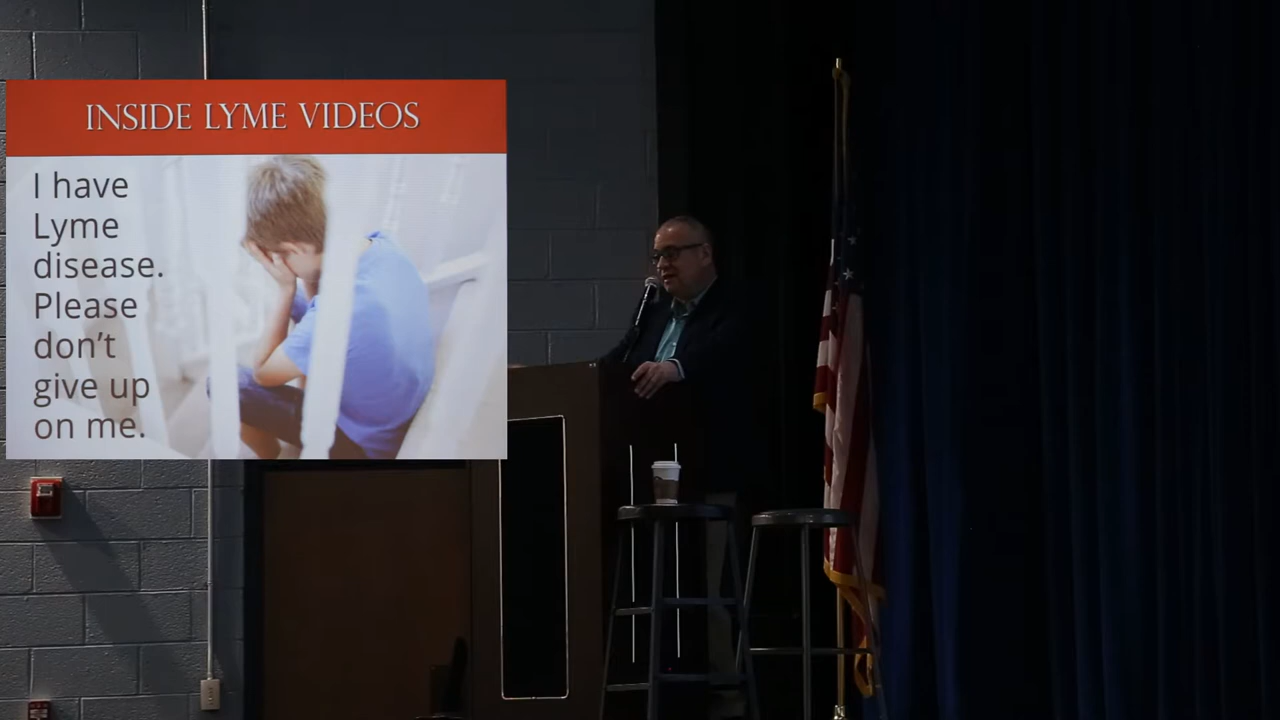 INSIDE LYME VIDEOS
I have
Lyme
disease.
Please
don't
give up
on me.